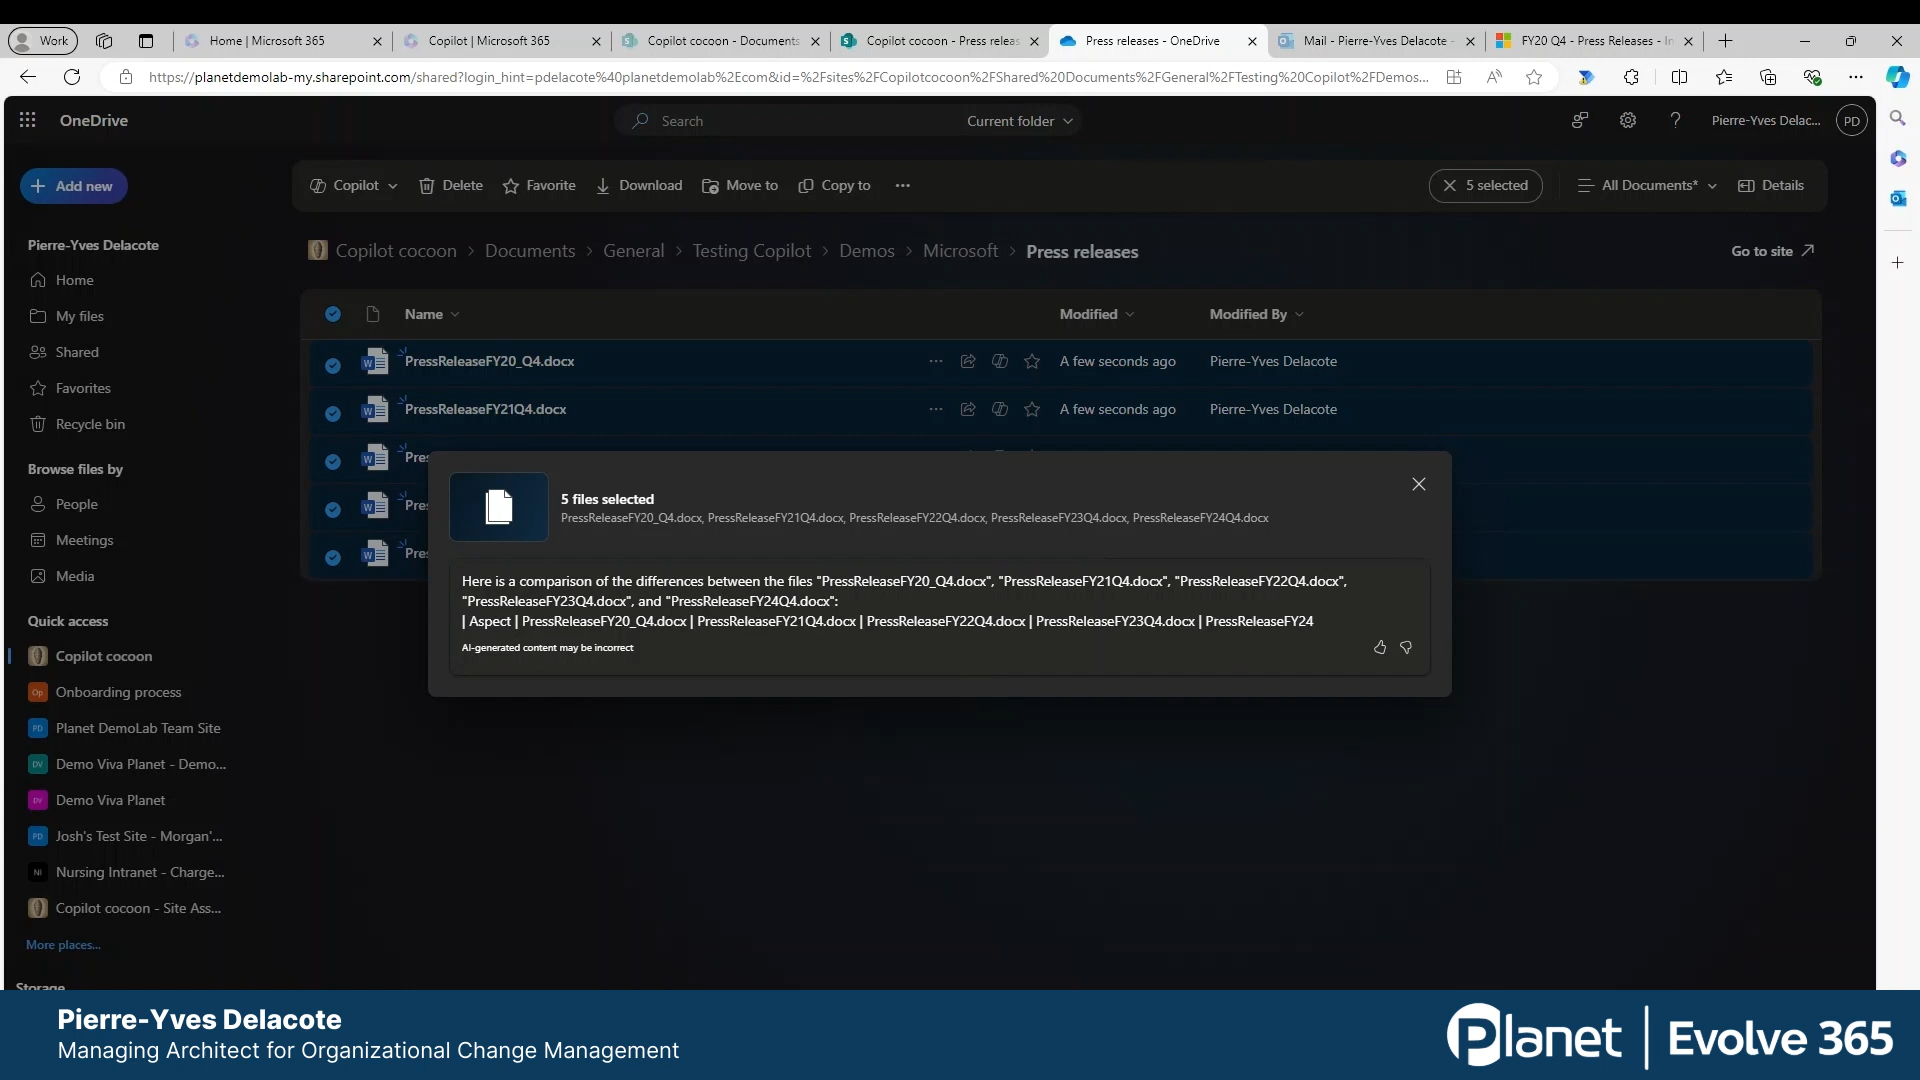 Work
Home | Microsoft 365
Copilot | Microsoft 365
Copilot cocoon - Documents
Copilot cocoon - Press releas
Press releases - OneDrive
Mail - Pierre-Yves Delacote -
FY20 Q4 - Press Releases - In
https://planetdemolab-my.sharepoint.com/shared?login_hint=pdelacote%40planetdemolab%2Ecom&id=%2Fsites%2FCopilotcocoon%2FShared%20Documents%2FGeneral%2FTesting%20Copilot%2FDemos...
OneDrive
Search
Current folder
Pierre-Yves Delac...
PD
Add new
Copilot
Delete
Favorite
Download
Move to
Copy to
5 selected
All Documents*
Details
Pierre-Yves Delacote
Home
My files
Shared
Favorites
Recycle bin
Browse files by
People
Meetings
Media
Quick access
Copilot cocoon
Op Onboarding process
PD Planet DemoLab Team Site
DV Demo Viva Planet - Demo...
DV Demo Viva Planet
PD Josh's Test Site - Morgan'...
NI Nursing Intranet - Charge...
Copilot cocoon - Site Ass...
More places...
Storage
Copilot cocoon > Documents > General > Testing Copilot > Demos > Microsoft > Press releases
Go to site
Name
Modified
Modified By
PressReleaseFY20_Q4.docx
A few seconds ago
Pierre-Yves Delacote
PressReleaseFY21Q4.docx
A few seconds ago
Pierre-Yves Delacote
Pres
Pres
Pres
5 files selected
PressReleaseFY20_Q4.docx, PressReleaseFY21Q4.docx, PressReleaseFY22Q4.docx, PressReleaseFY23Q4.docx, PressReleaseFY24Q4.docx
Here is a comparison of the differences between the files "PressReleaseFY20_Q4.docx", "PressReleaseFY21Q4.docx", "PressReleaseFY22Q4.docx",
"PressReleaseFY23Q4.docx", and "PressReleaseFY24Q4.docx":
| Aspect | PressReleaseFY20_Q4.docx | PressReleaseFY21Q4.docx | PressReleaseFY22Q4.docx | PressReleaseFY23Q4.docx | PressReleaseFY24
AI-generated content may be incorrect
Pierre-Yves Delacote
Managing Architect for Organizational Change Management
Planet | Evolve 365